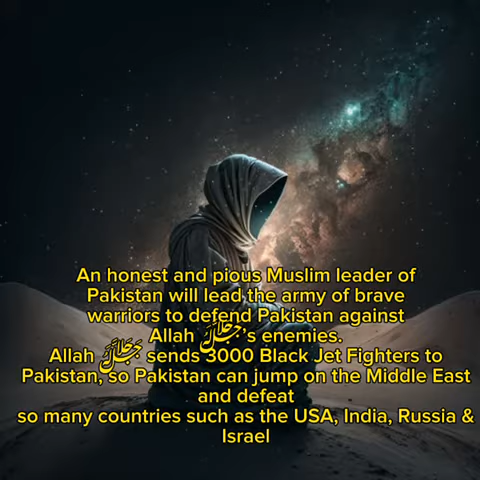 An honest and pious Muslim leader of
Pakistan will lead the army of brave
warriors to defend Pakistan against
Allah ﷻ's enemies.
Allah ﷻ sends 3000 Black Jet Fighters to
Pakistan, so Pakistan can jump on the Middle East
and defeat
so many countries such as the USA, India, Russia &
Israel